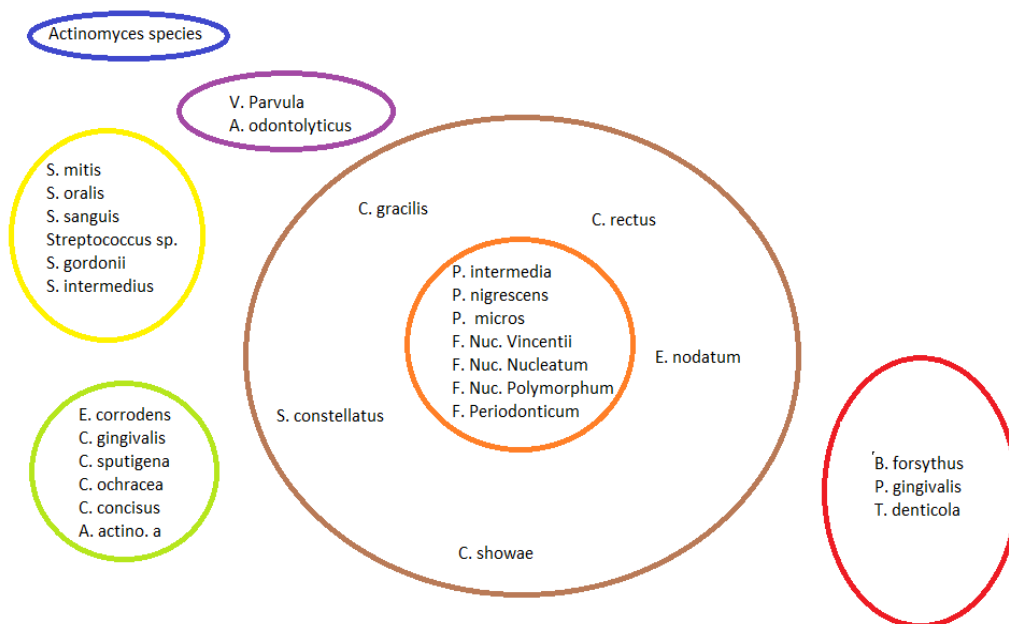 Actinomyces species
V. Parvula
A. odontolyticus
S. mitis
S. oralis
S. sanguis
Streptococcus sp.
S. gordonii
S. intermedius
C. gracilis
C. rectus
P. intermedia
P. nigrescens
P. micros
F. Nuc. Vincentii
F. Nuc. Nucleatum
F. Nuc. Polymorphum
F. Periodonticum
E. nodatum
S. constellatus
C. showae
E. corrodens
C. gingivalis
C. sputigena
C. ochracea
C. concisus
A. actino. a
B. forsythus
P. gingivalis
T. denticola